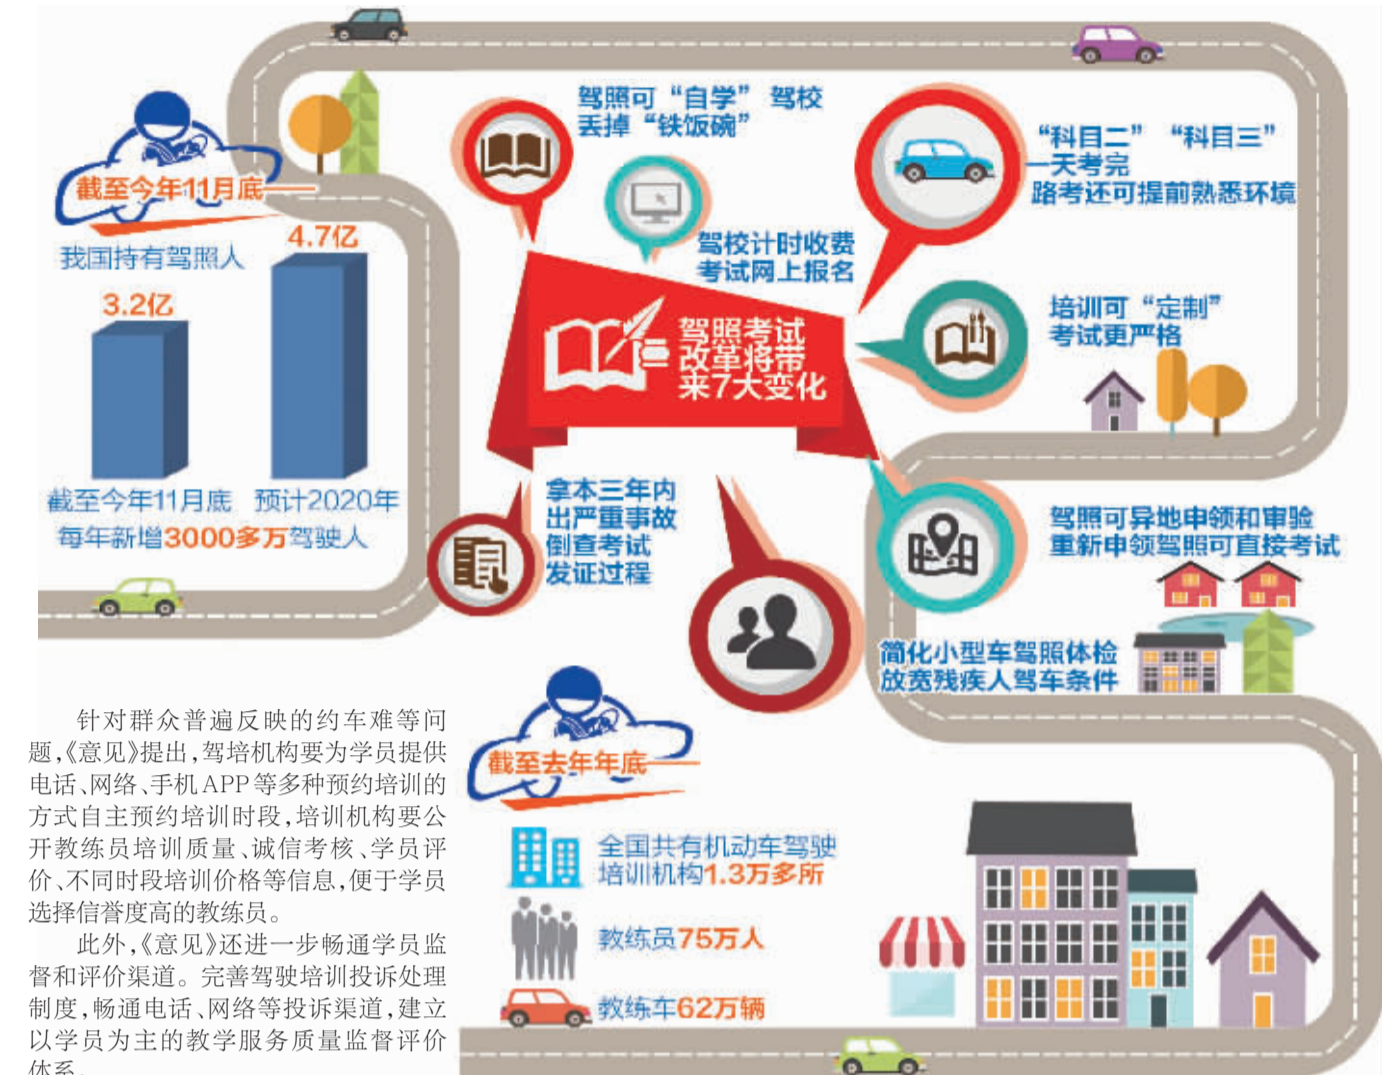 截至今年11月底
我国持有驾照人
3.2亿
4.7亿
截至今年11月底 预计2020年
每年新增3000多万驾驶人
驾照可“自学” 驾校
丢掉“铁饭碗”
驾校计时收费
考试网上报名
“科目二” “科目三”
一天考完
路考还可提前熟悉环境
培训可“定制”
考试更严格
驾照考试
改革将带
来7大变化
拿本三年内
出严重事故
倒查考试
发证过程
驾照可异地申领和审验
重新申领驾照可直接考试
简化小型车驾照体检
放宽残疾人驾车条件
针对群众普遍反映的约车难等问
题,《意见》提出,驾培机构要为学员提供
电话、网络、手机APP等多种预约培训的
方式自主预约培训时段,培训机构要公
开教练员培训质量、诚信考核、学员评
价、不同时段培训价格等信息,便于学员
选择信誉度高的教练员。
此外,《意见》还进一步畅通学员监
督和评价渠道。完善驾驶培训投诉处理
制度,畅通电话、网络等投诉渠道,建立
以学员为主的教学服务质量监督评价
体系。
截至去年年底
全国共有机动车驾驶
培训机构1.3万多所
教练员75万人
教练车62万辆